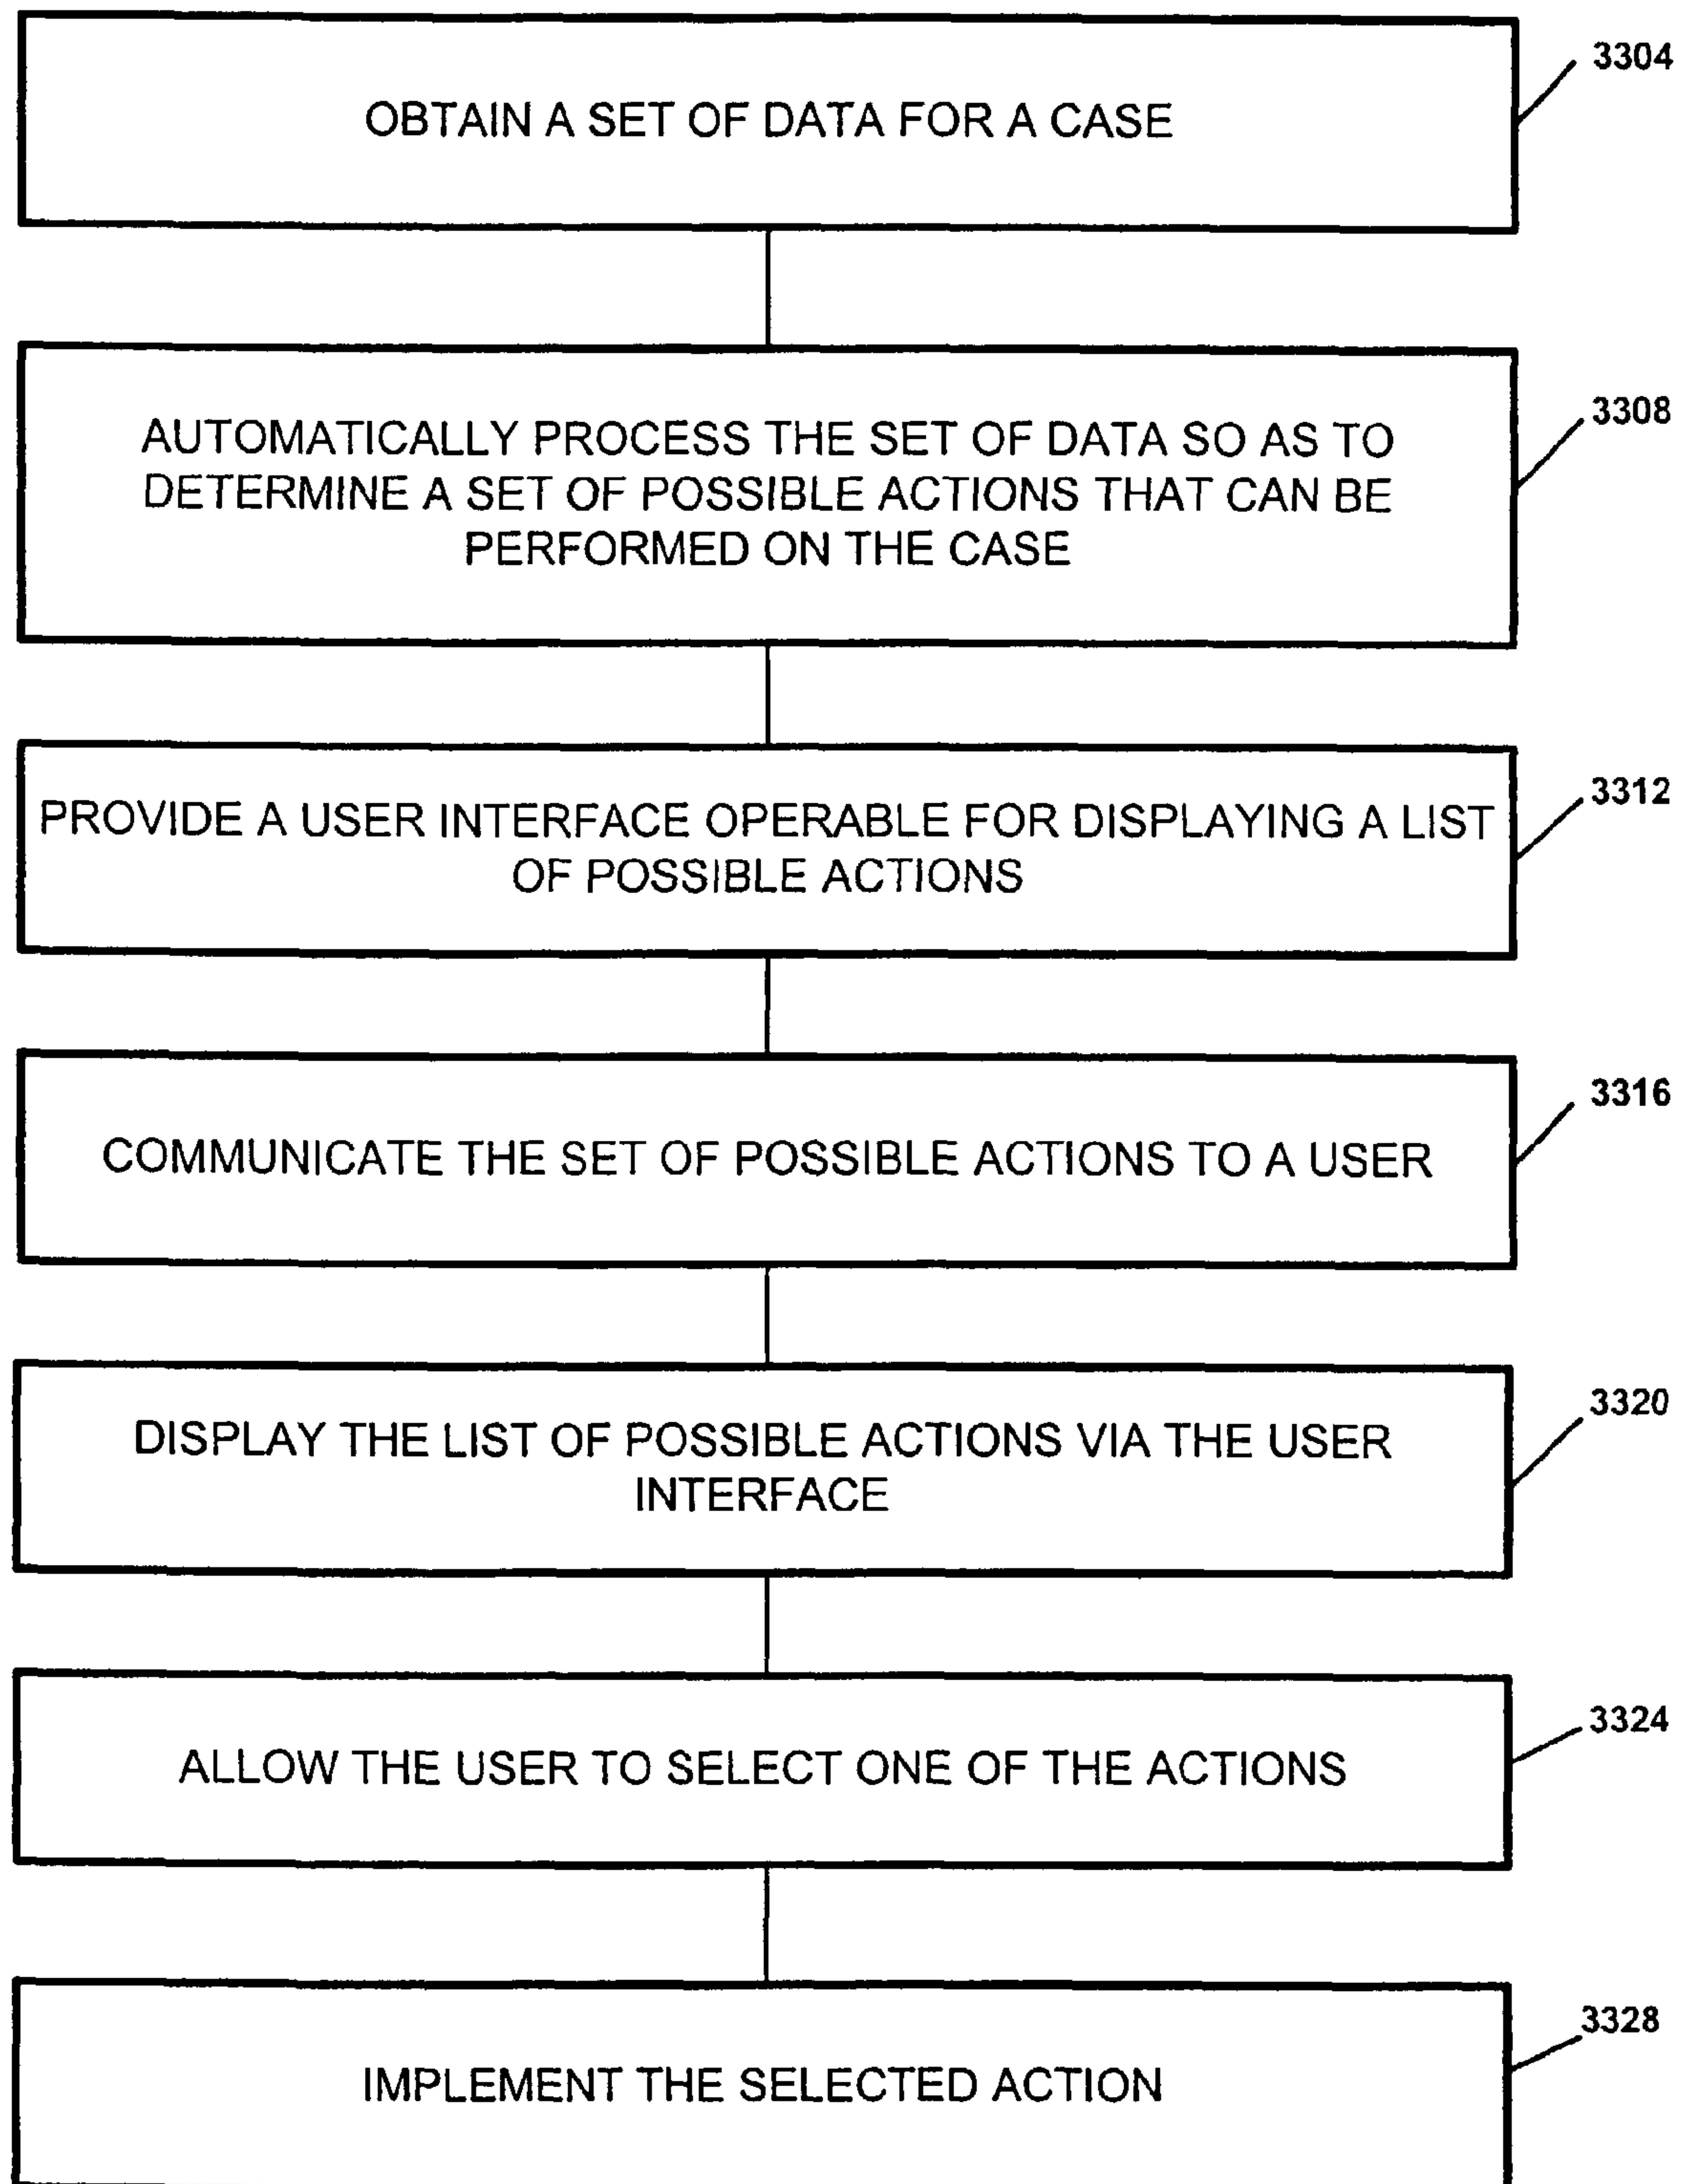 3304
OBTAIN A SET OF DATA FOR A CASE
3308
AUTOMATICALLY PROCESS THE SET OF DATA SO AS TO
DETERMINE A SET OF POSSIBLE ACTIONS THAT CAN BE
PERFORMED ON THE CASE
3312
PROVIDE A USER INTERFACE OPERABLE FOR DISPLAYING A LIST
OF POSSIBLE ACTIONS
3316
COMMUNICATE THE SET OF POSSIBLE ACTIONS TO A USER
3320
DISPLAY THE LIST OF POSSIBLE ACTIONS VIA THE USER
INTERFACE
3324
ALLOW THE USER TO SELECT ONE OF THE ACTIONS
3328
IMPLEMENT THE SELECTED ACTION